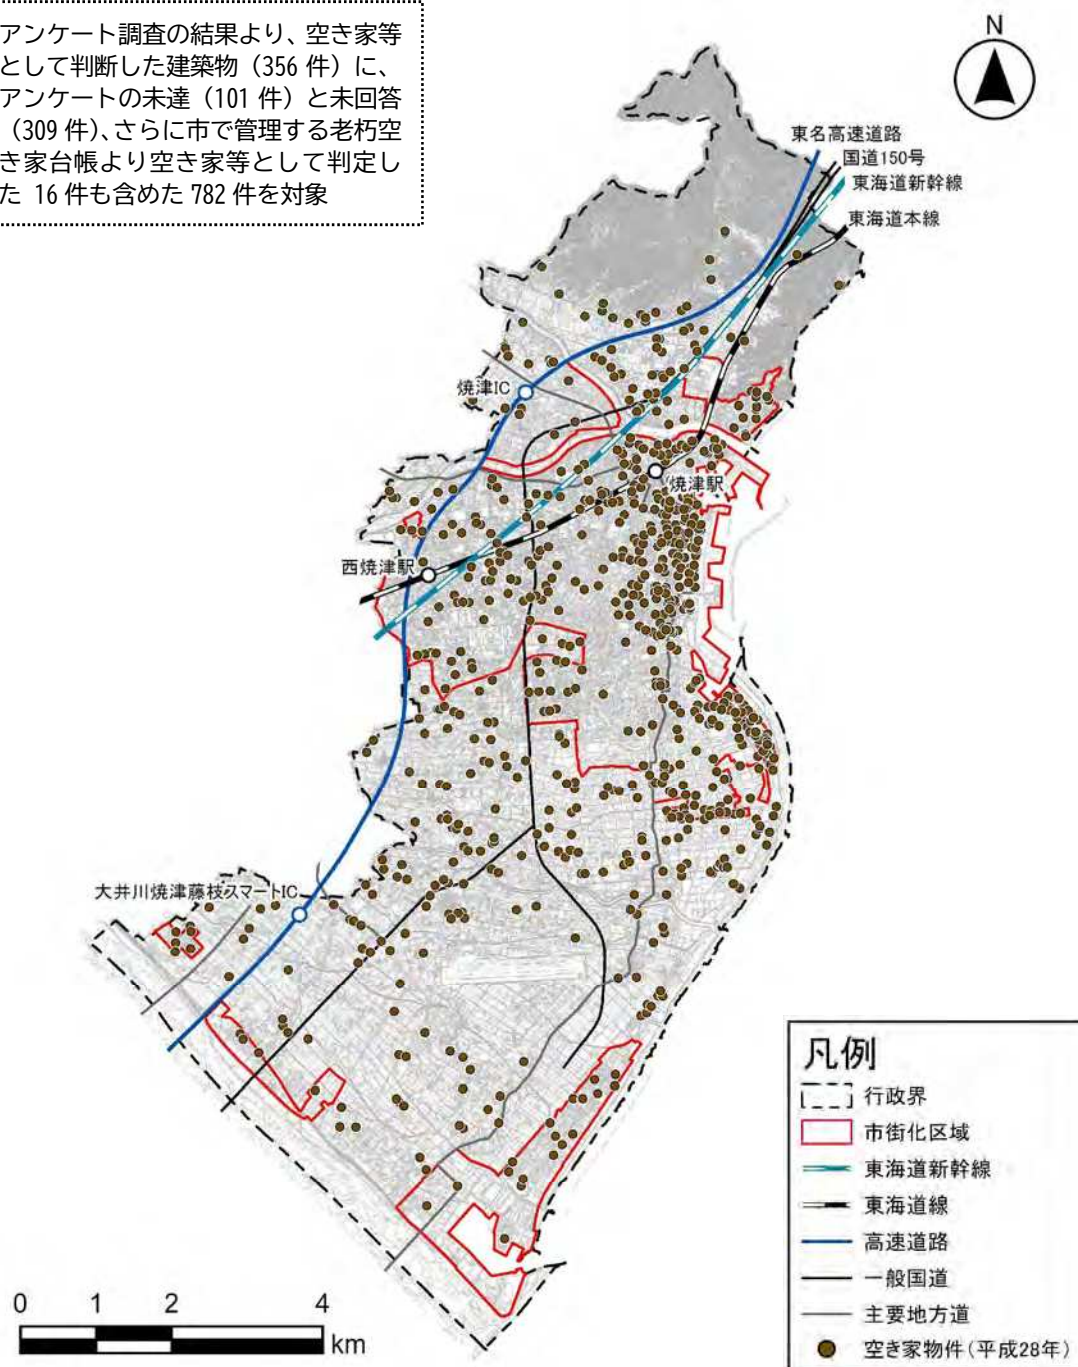 アンケート調査の結果より、空き家等
として判断した建築物（356 件）に、
アンケートの未達（101 件）と未回答
（309 件）、さらに市で管理する老朽空
き家台帳より空き家等として判定し
た 16 件も含めた 782 件を対象
N
東名高速道路
国道150号
東海道新幹線
東海道本線
焼津IC
焼津駅
西焼津駅
大井川焼津藤枝スマートIC
凡例
行政界
市街化区域
東海道新幹線
東海道線
高速道路
一般国道
主要地方道
空き家物件（平成28年）
0 1 2 4
km